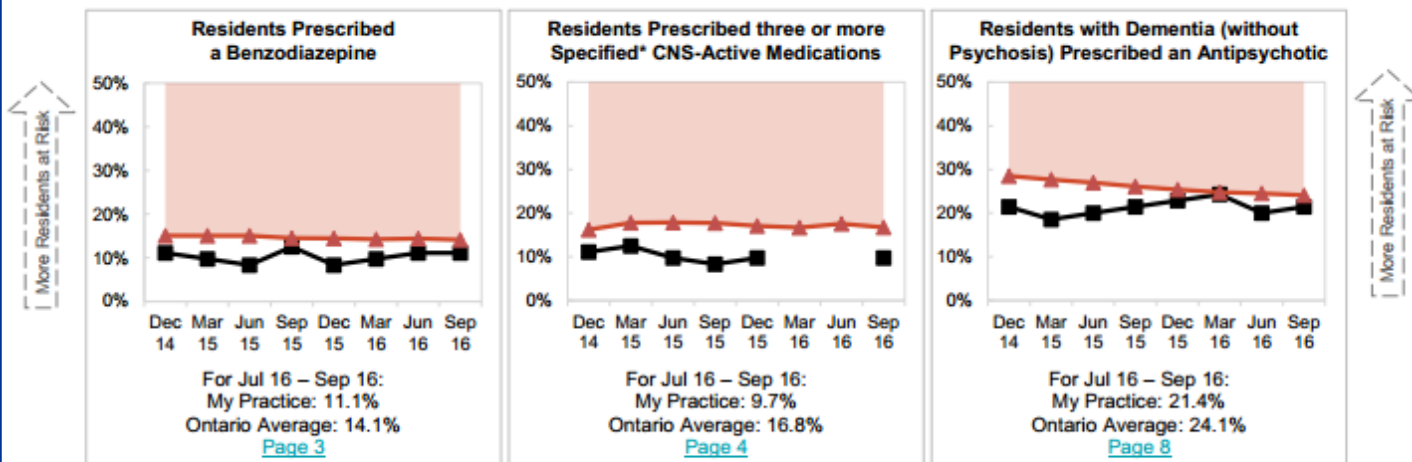 More Residents at Risk
Residents Prescribed
a Benzodiazepine
50%
40%
30%
20%
10%
0%
Dec Mar Jun Sep Dec Mar Jun Sep
14 15 15 15 15 16 16 16
For Jul 16 – Sep 16:
My Practice: 11.1%
Ontario Average: 14.1%
Page 3
Residents Prescribed three or more
Specified* CNS-Active Medications
50%
40%
30%
20%
10%
0%
Dec Mar Jun Sep Dec Mar Jun Sep
14 15 15 15 15 16 16 16
For Jul 16 – Sep 16:
My Practice: 9.7%
Ontario Average: 16.8%
Page 4
Residents with Dementia (without
Psychosis) Prescribed an Antipsychotic
50%
40%
30%
20%
10%
0%
Dec Mar Jun Sep Dec Mar Jun Sep
14 15 15 15 15 16 16 16
For Jul 16 – Sep 16:
My Practice: 21.4%
Ontario Average: 24.1%
Page 8
More Residents at Risk